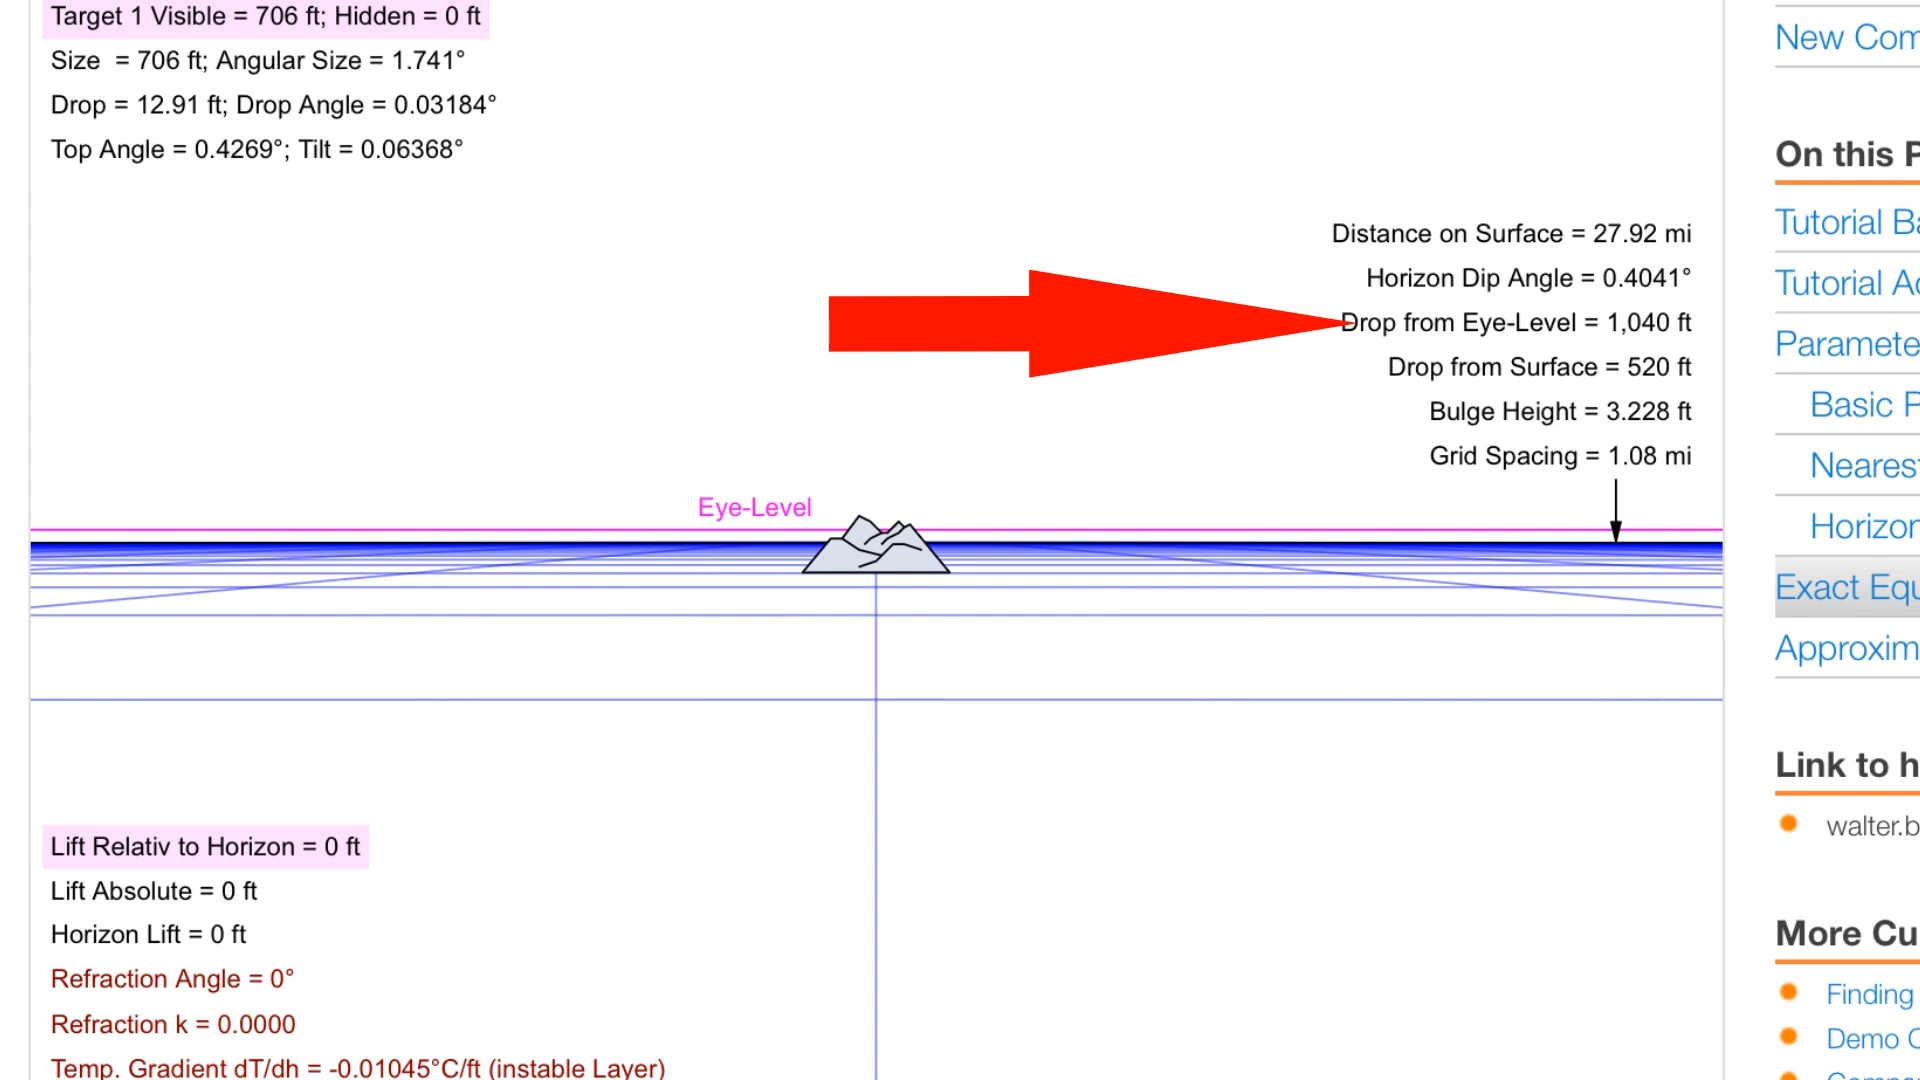 Target 1 Visible = 706 ft; Hidden = 0 ft
Size = 706 ft; Angular Size = 1.741°
Drop = 12.91 ft; Drop Angle = 0.03184°
Top Angle = 0.4269°; Tilt = 0.06368°
Distance on Surface = 27.92 mi
Horizon Dip Angle = 0.4041°
Drop from Eye-Level = 1,040 ft
Drop from Surface = 520 ft
Bulge Height = 3.228 ft
Grid Spacing = 1.08 mi
Eye-Level
Lift Relativ to Horizon = 0 ft
Lift Absolute = 0 ft
Horizon Lift = 0 ft
Refraction Angle = 0°
Refraction k = 0.0000
Temp. Gradient dT/dh = -0.01045°C/ft (instable Layer)
New Com
On this P
Tutorial Ba
Tutorial Ad
Paramete
Basic P
Nearest
Horizon
Exact Equ
Approxim
Link to h
walter.b
More Cu
Finding
Demo